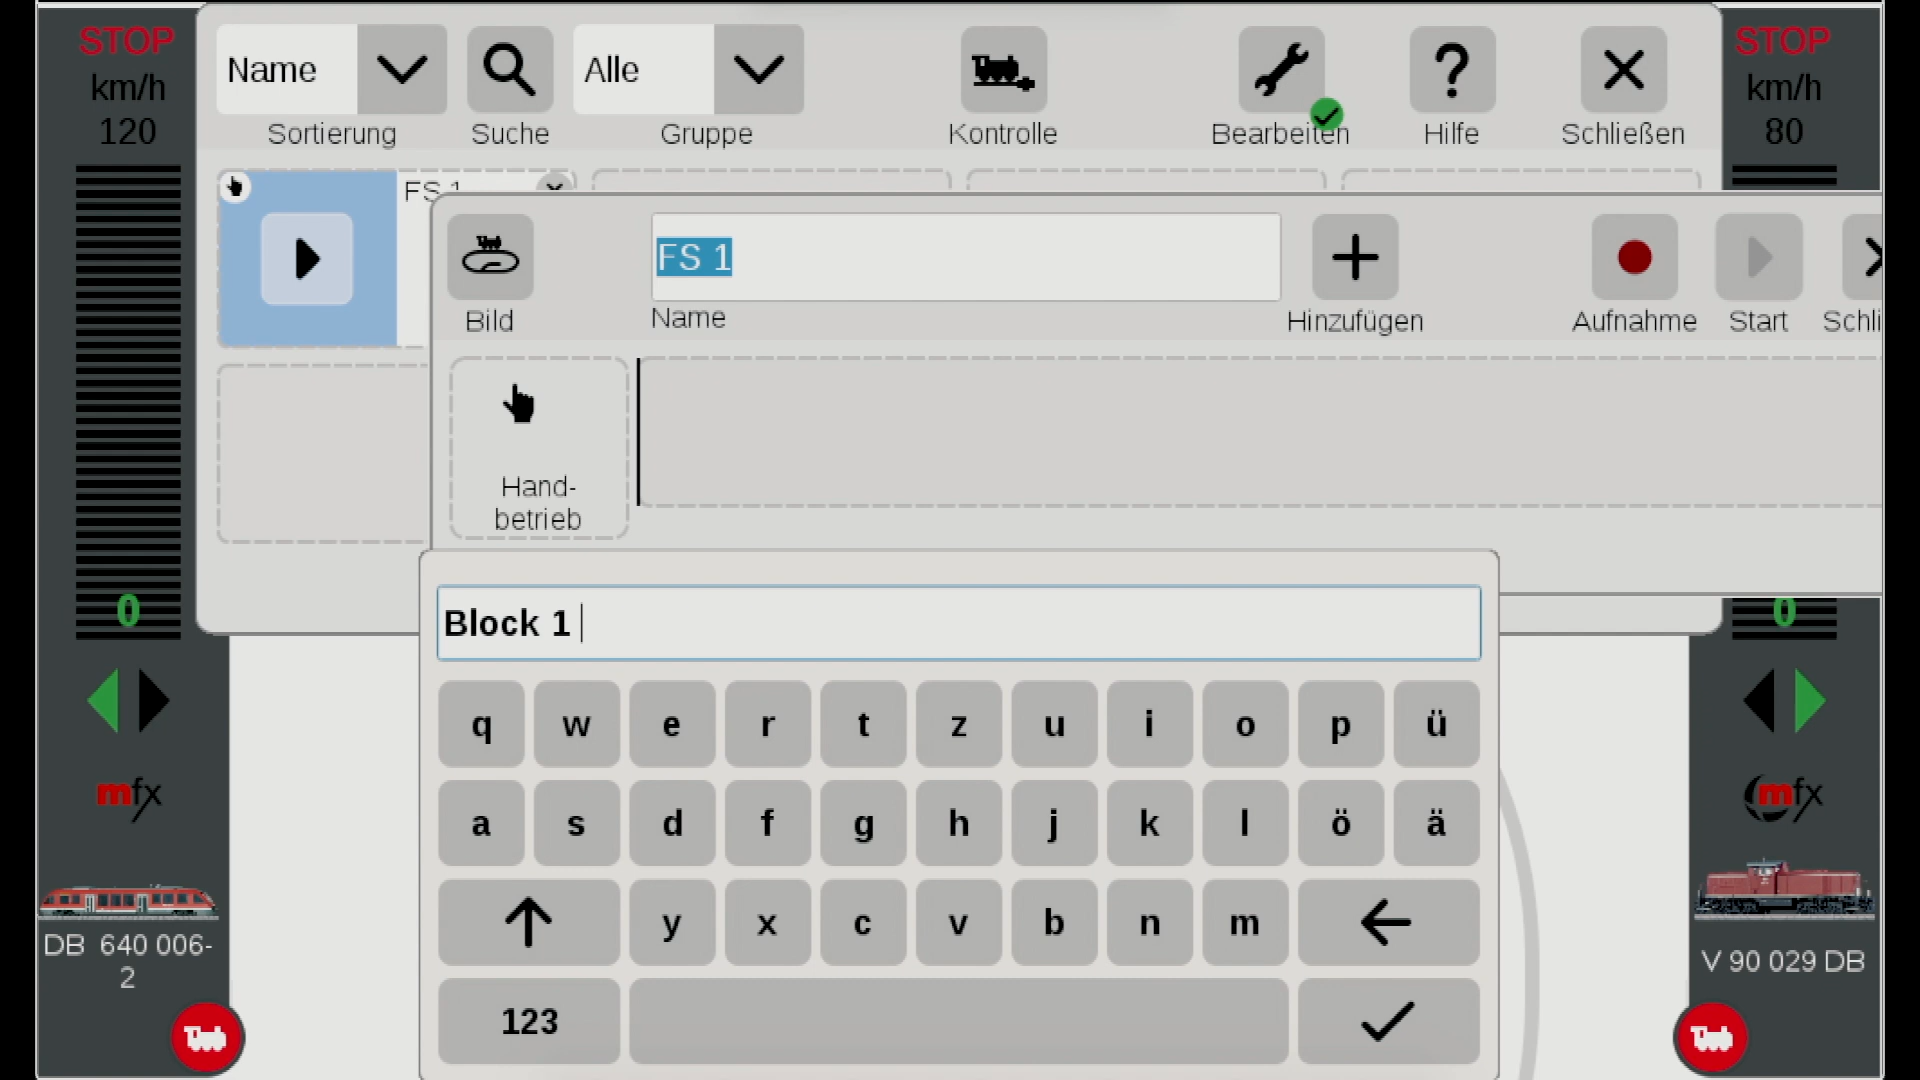 STOP
km/h
120
Name
Sortierung
Suche
Alle
Gruppe
Kontrolle
Bearbeiten
Hilfe
Schließen
STOP
km/h
80
FS 1
Bild
FS 1
Name
Hinzufügen
Aufnahme
Start
Schli
Hand-
betrieb
0
0
Block 1
q w e r t z u i o p ü
a s d f g h j k l ö ä
y x c v b n m
123
mfx
DB 640 006-
2
mfx
V 90 029 DB